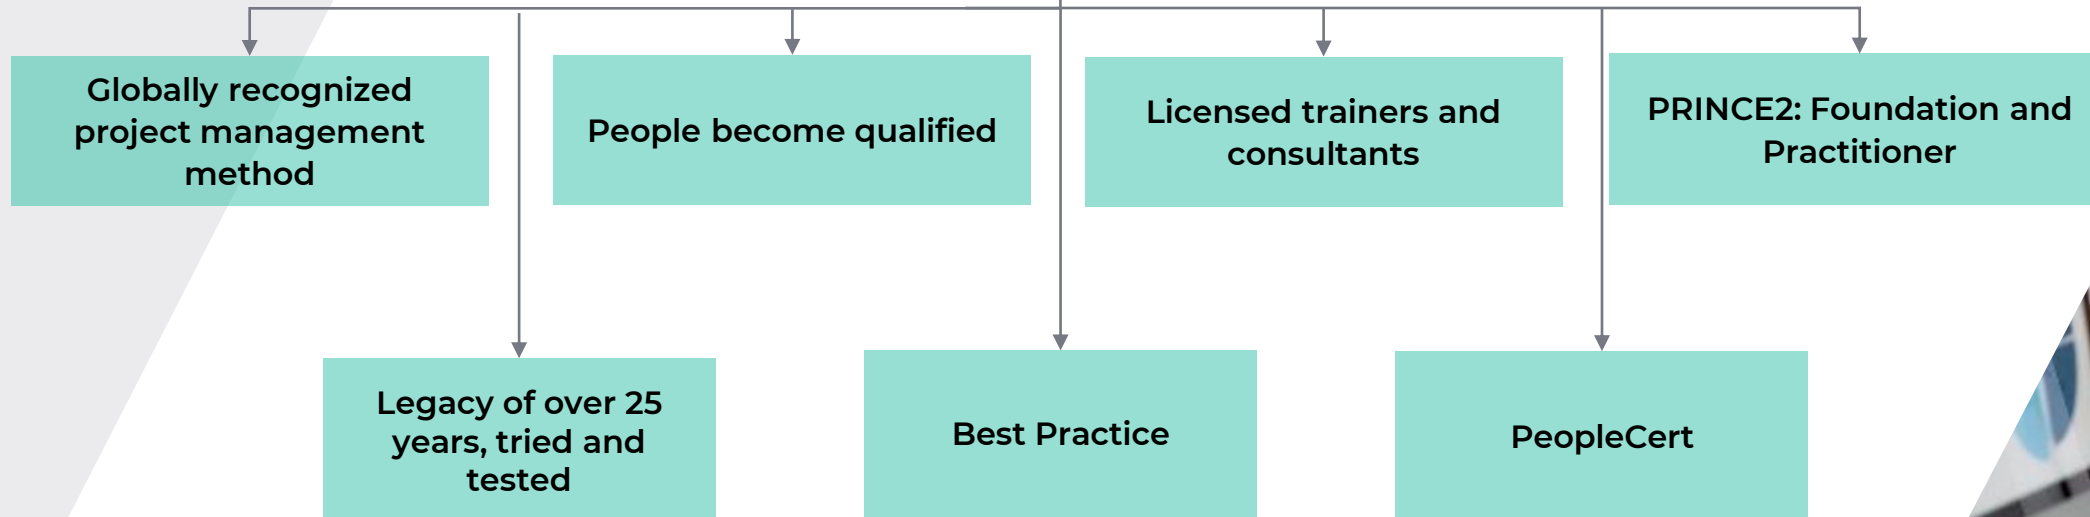 Globally recognized
project management
method
People become qualified
Licensed trainers and
consultants
PRINCE2: Foundation and
Practitioner
Legacy of over 25
years, tried and
tested
Best Practice
PeopleCert